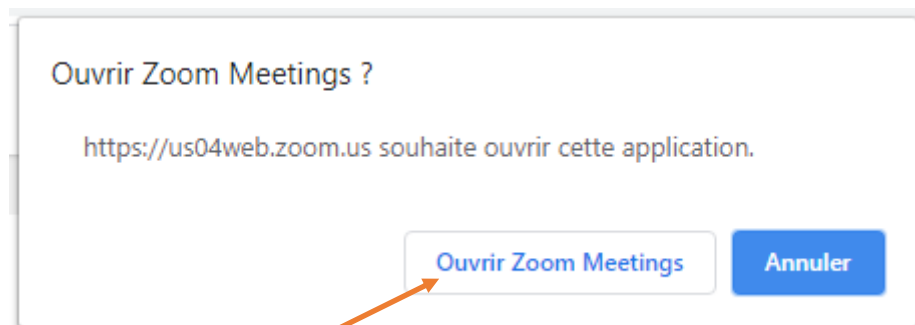 Ouvrir Zoom Meetings ?
https://us04web.zoom.us souhaite ouvrir cette application.
Ouvrir Zoom Meetings
Annuler